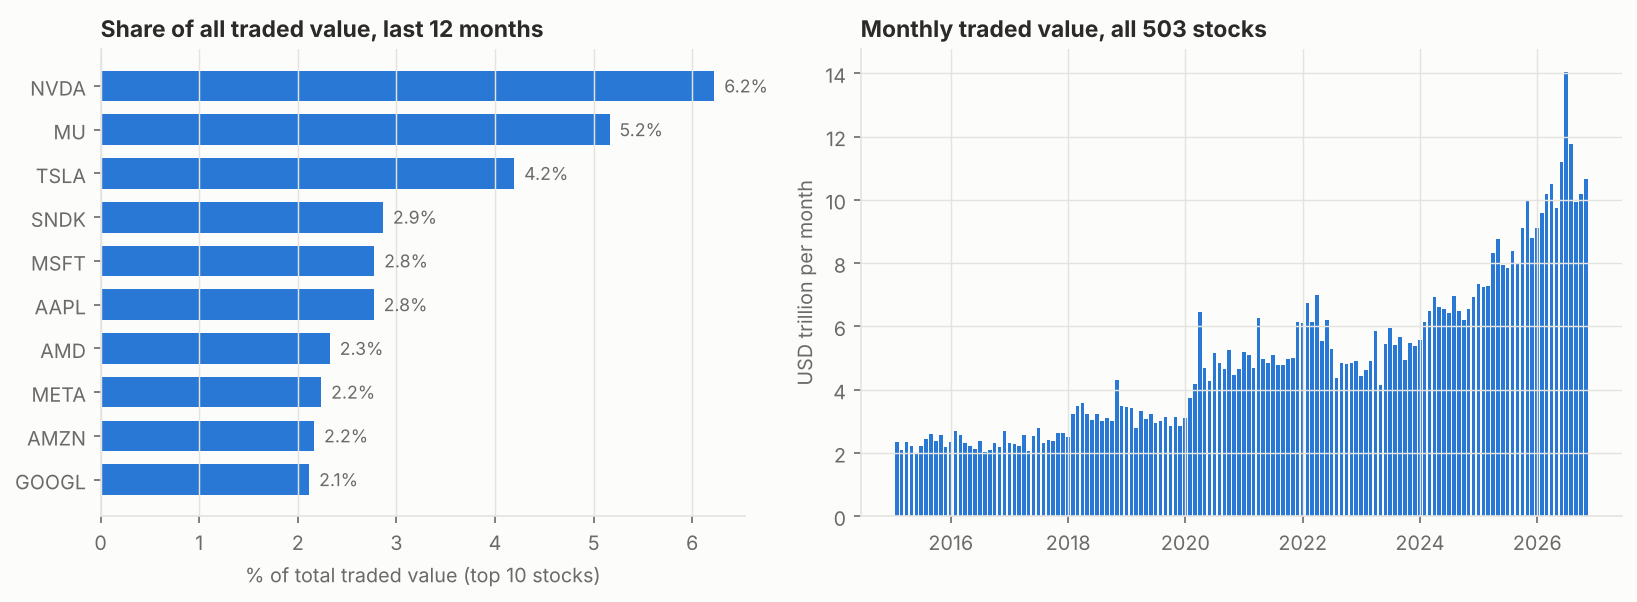 Share of all traded value, last 12 months
NVDA 6.2%
MU 5.2%
TSLA 4.2%
SNDK 2.9%
MSFT 2.8%
AAPL 2.8%
AMD 2.3%
META 2.2%
AMZN 2.2%
GOOGL 2.1%
0 1 2 3 4 5 6
% of total traded value (top 10 stocks)
Monthly traded value, all 503 stocks
USD trillion per month
14
12
10
8
6
4
2
0
2016 2018 2020 2022 2024 2026